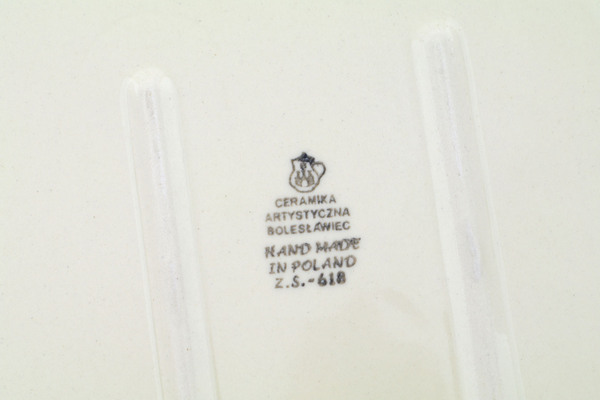 CERAMIKA
ARTYSTYCZNA
BOLESŁAWIEC
HAND MADE
IN POLAND
Z.S.-618